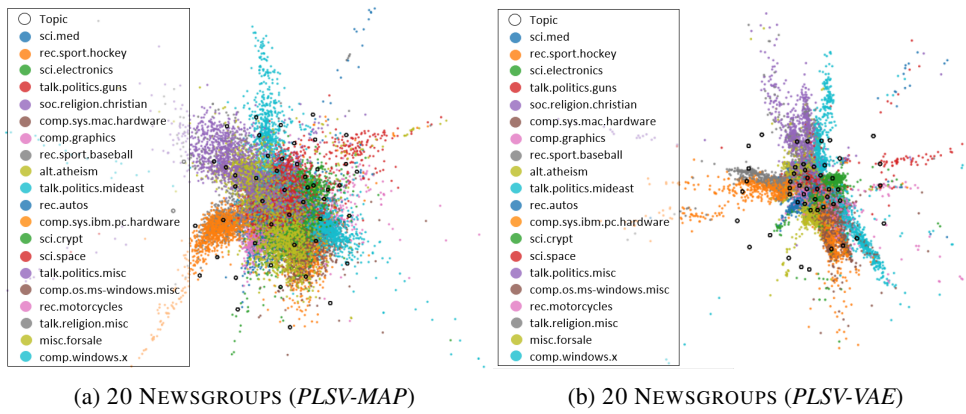 Topic
sci.med
rec.sport.hockey
sci.electronics
talk.politics.guns
soc.religion.christian
comp.sys.mac.hardware
comp.graphics
rec.sport.baseball
alt.atheism
talk.politics.mideast
rec.autos
comp.sys.ibm.pc.hardware
sci.crypt
sci.space
talk.politics.misc
comp.os.ms-windows.misc
rec.motorcycles
talk.religion.misc
misc.forsale
comp.windows.x
(a) 20 NEWSGROUPS (PLSV-MAP)
Topic
sci.med
rec.sport.hockey
sci.electronics
talk.politics.guns
soc.religion.christian
comp.sys.mac.hardware
comp.graphics
rec.sport.baseball
alt.atheism
talk.politics.mideast
rec.autos
comp.sys.ibm.pc.hardware
sci.crypt
sci.space
talk.politics.misc
comp.os.ms-windows.misc
rec.motorcycles
talk.religion.misc
misc.forsale
comp.windows.x
(b) 20 NEWSGROUPS (PLSV-VAE)